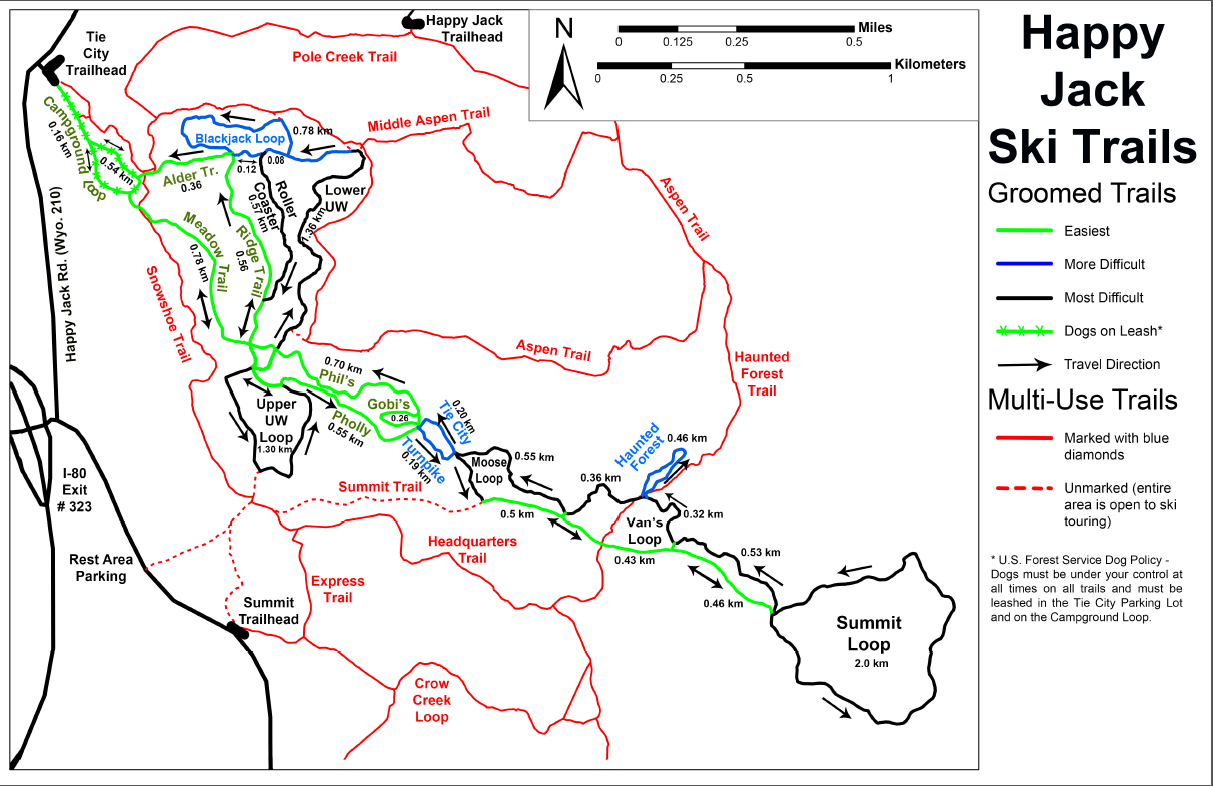 Happy
Jack
Ski Trails
Groomed Trails
Easiest
More Difficult
Most Difficult
Dogs on Leash*
Travel Direction
Multi-Use Trails
Marked with blue
diamonds
Unmarked (entire
area is open to ski
touring)
* U.S. Forest Service Dog Policy -
Dogs must be under your control at
all times on all trails and must be
leashed in the Tie City Parking Lot
and on the Campground Loop.
N
0 0.125 0.25 0.5 Miles
0 0.25 0.5 1 Kilometers
Tie
City
Trailhead
Happy Jack
Trailhead
Pole Creek Trail
Campground Loop
0.16 km
0.54 km
Blackjack Loop
0.78 km
Middle Aspen Trail
Alder Tr.
0.36
0.12
0.08
Roller
Coaster
0.57 km
Lower
UW
1.36 km
Aspen Trail
Meadow Trail
0.78 km
Ridge Trail
0.56
Happy Jack Rd. (Wyo. 210)
Snowshoe Trail
Aspen Trail
Haunted
Forest
Trail
0.70 km
Phil's
Gobi's
0.26
Pholly
0.55 km
Upper
UW
Loop
1.30 km
Tie City
0.20 km
Turnpike
0.19 km
Moose
Loop
0.55 km
Haunted
Forest
0.46 km
0.36 km
0.32 km
Van's
Loop
0.5 km
0.43 km
0.53 km
0.46 km
Summit
Loop
2.0 km
I-80
Exit
# 323
Summit Trail
Headquarters
Trail
Rest Area
Parking
Express
Trail
Summit
Trailhead
Crow
Creek
Loop